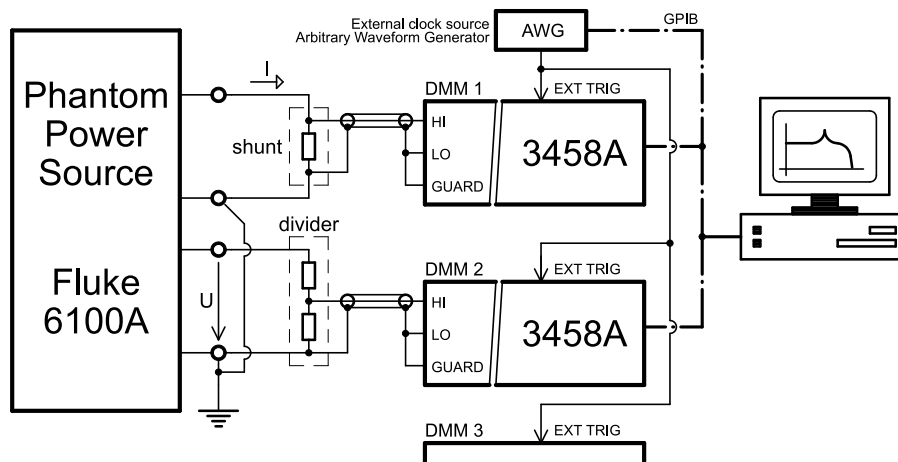 External clock source
Arbitrary Waveform Generator
AWG
GPIB
Phantom
Power
Source
Fluke
6100A
I
shunt
DMM 1
EXT TRIG
HI
LO
GUARD
3458A
divider
U
DMM 2
EXT TRIG
HI
LO
GUARD
3458A
DMM 3
EXT TRIG